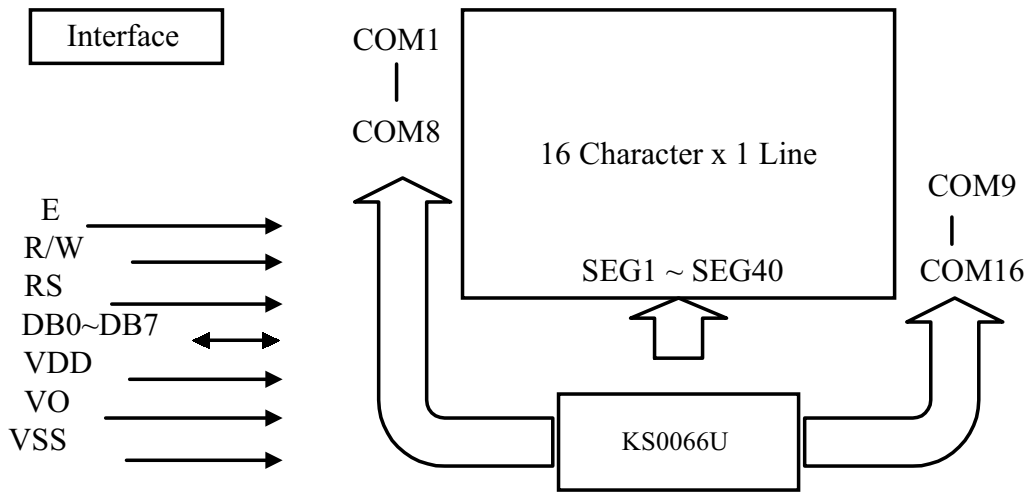 Interface
COM1
COM8
16 Character x 1 Line
SEG1 ~ SEG40
COM9
COM16
E
R/W
RS
DB0~DB7
VDD
VO
VSS
KS0066U